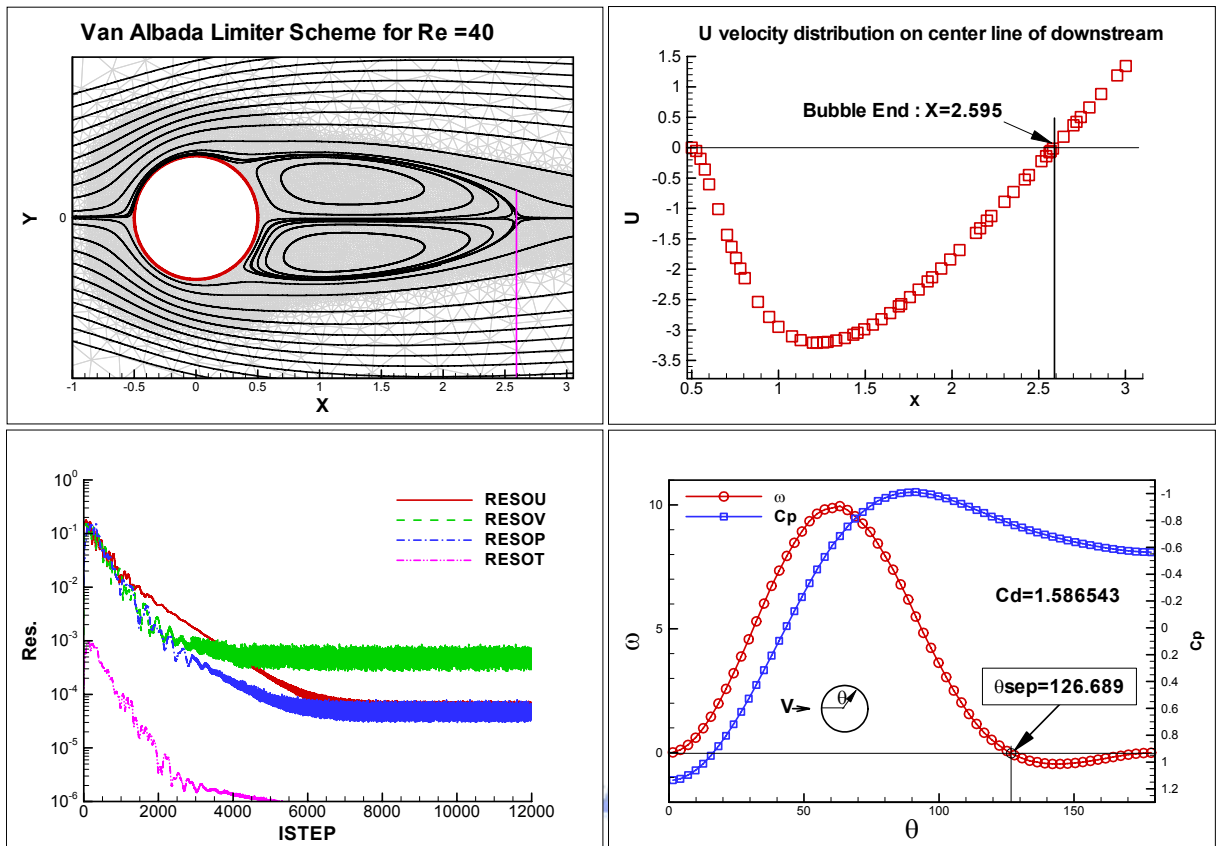 Van Albada Limiter Scheme for Re =40
Y
0
-1 -0.5 0 0.5 1 1.5 2 2.5 3
X
U velocity distribution on center line of downstream
1.5
1
0.5
0
-0.5
-1
-1.5
-2
-2.5
-3
-3.5
U
Bubble End : X=2.595
0.5 1 1.5 2 2.5 3
x
10^0
10^-1
10^-2
10^-3
10^-4
10^-5
10^-6
Res.
RESOU
RESOV
RESOP
RESOT
0 2000 4000 6000 8000 10000 12000
ISTEP
10
5
0
ω
ω
Cp
Cd=1.586543
θsep=126.689
V
θ
-1
-0.8
-0.6
-0.4
-0.2
0
0.2
0.4
0.6
0.8
1
1.2
Cp
0 50 100 150
θ